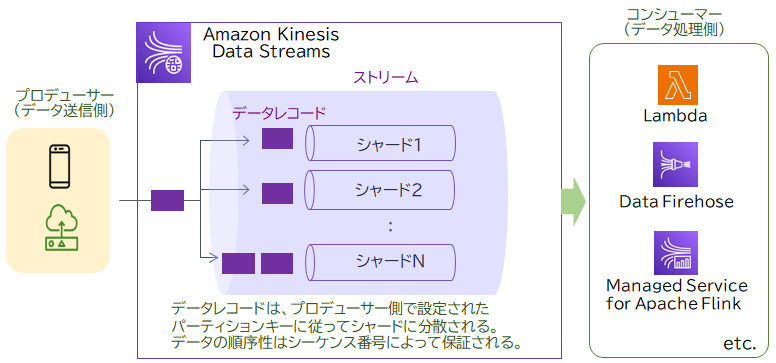 プロデューサー
(データ送信側)
Amazon Kinesis
Data Streams
ストリーム
データレコード
シャード1
シャード2
:
シャードN
データレコードは、プロデューサー側で設定された
パーティションキーに従ってシャードに分散される。
データの順序性はシーケンス番号によって保証される。
コンシューマー
(データ処理側)
Lambda
Data Firehose
Managed Service
for Apache Flink
etc.